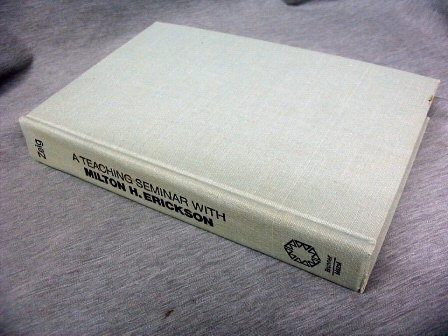 Zeig
A TEACHING SEMINAR WITH
MILTON H. ERICKSON
Brunner
Mazel